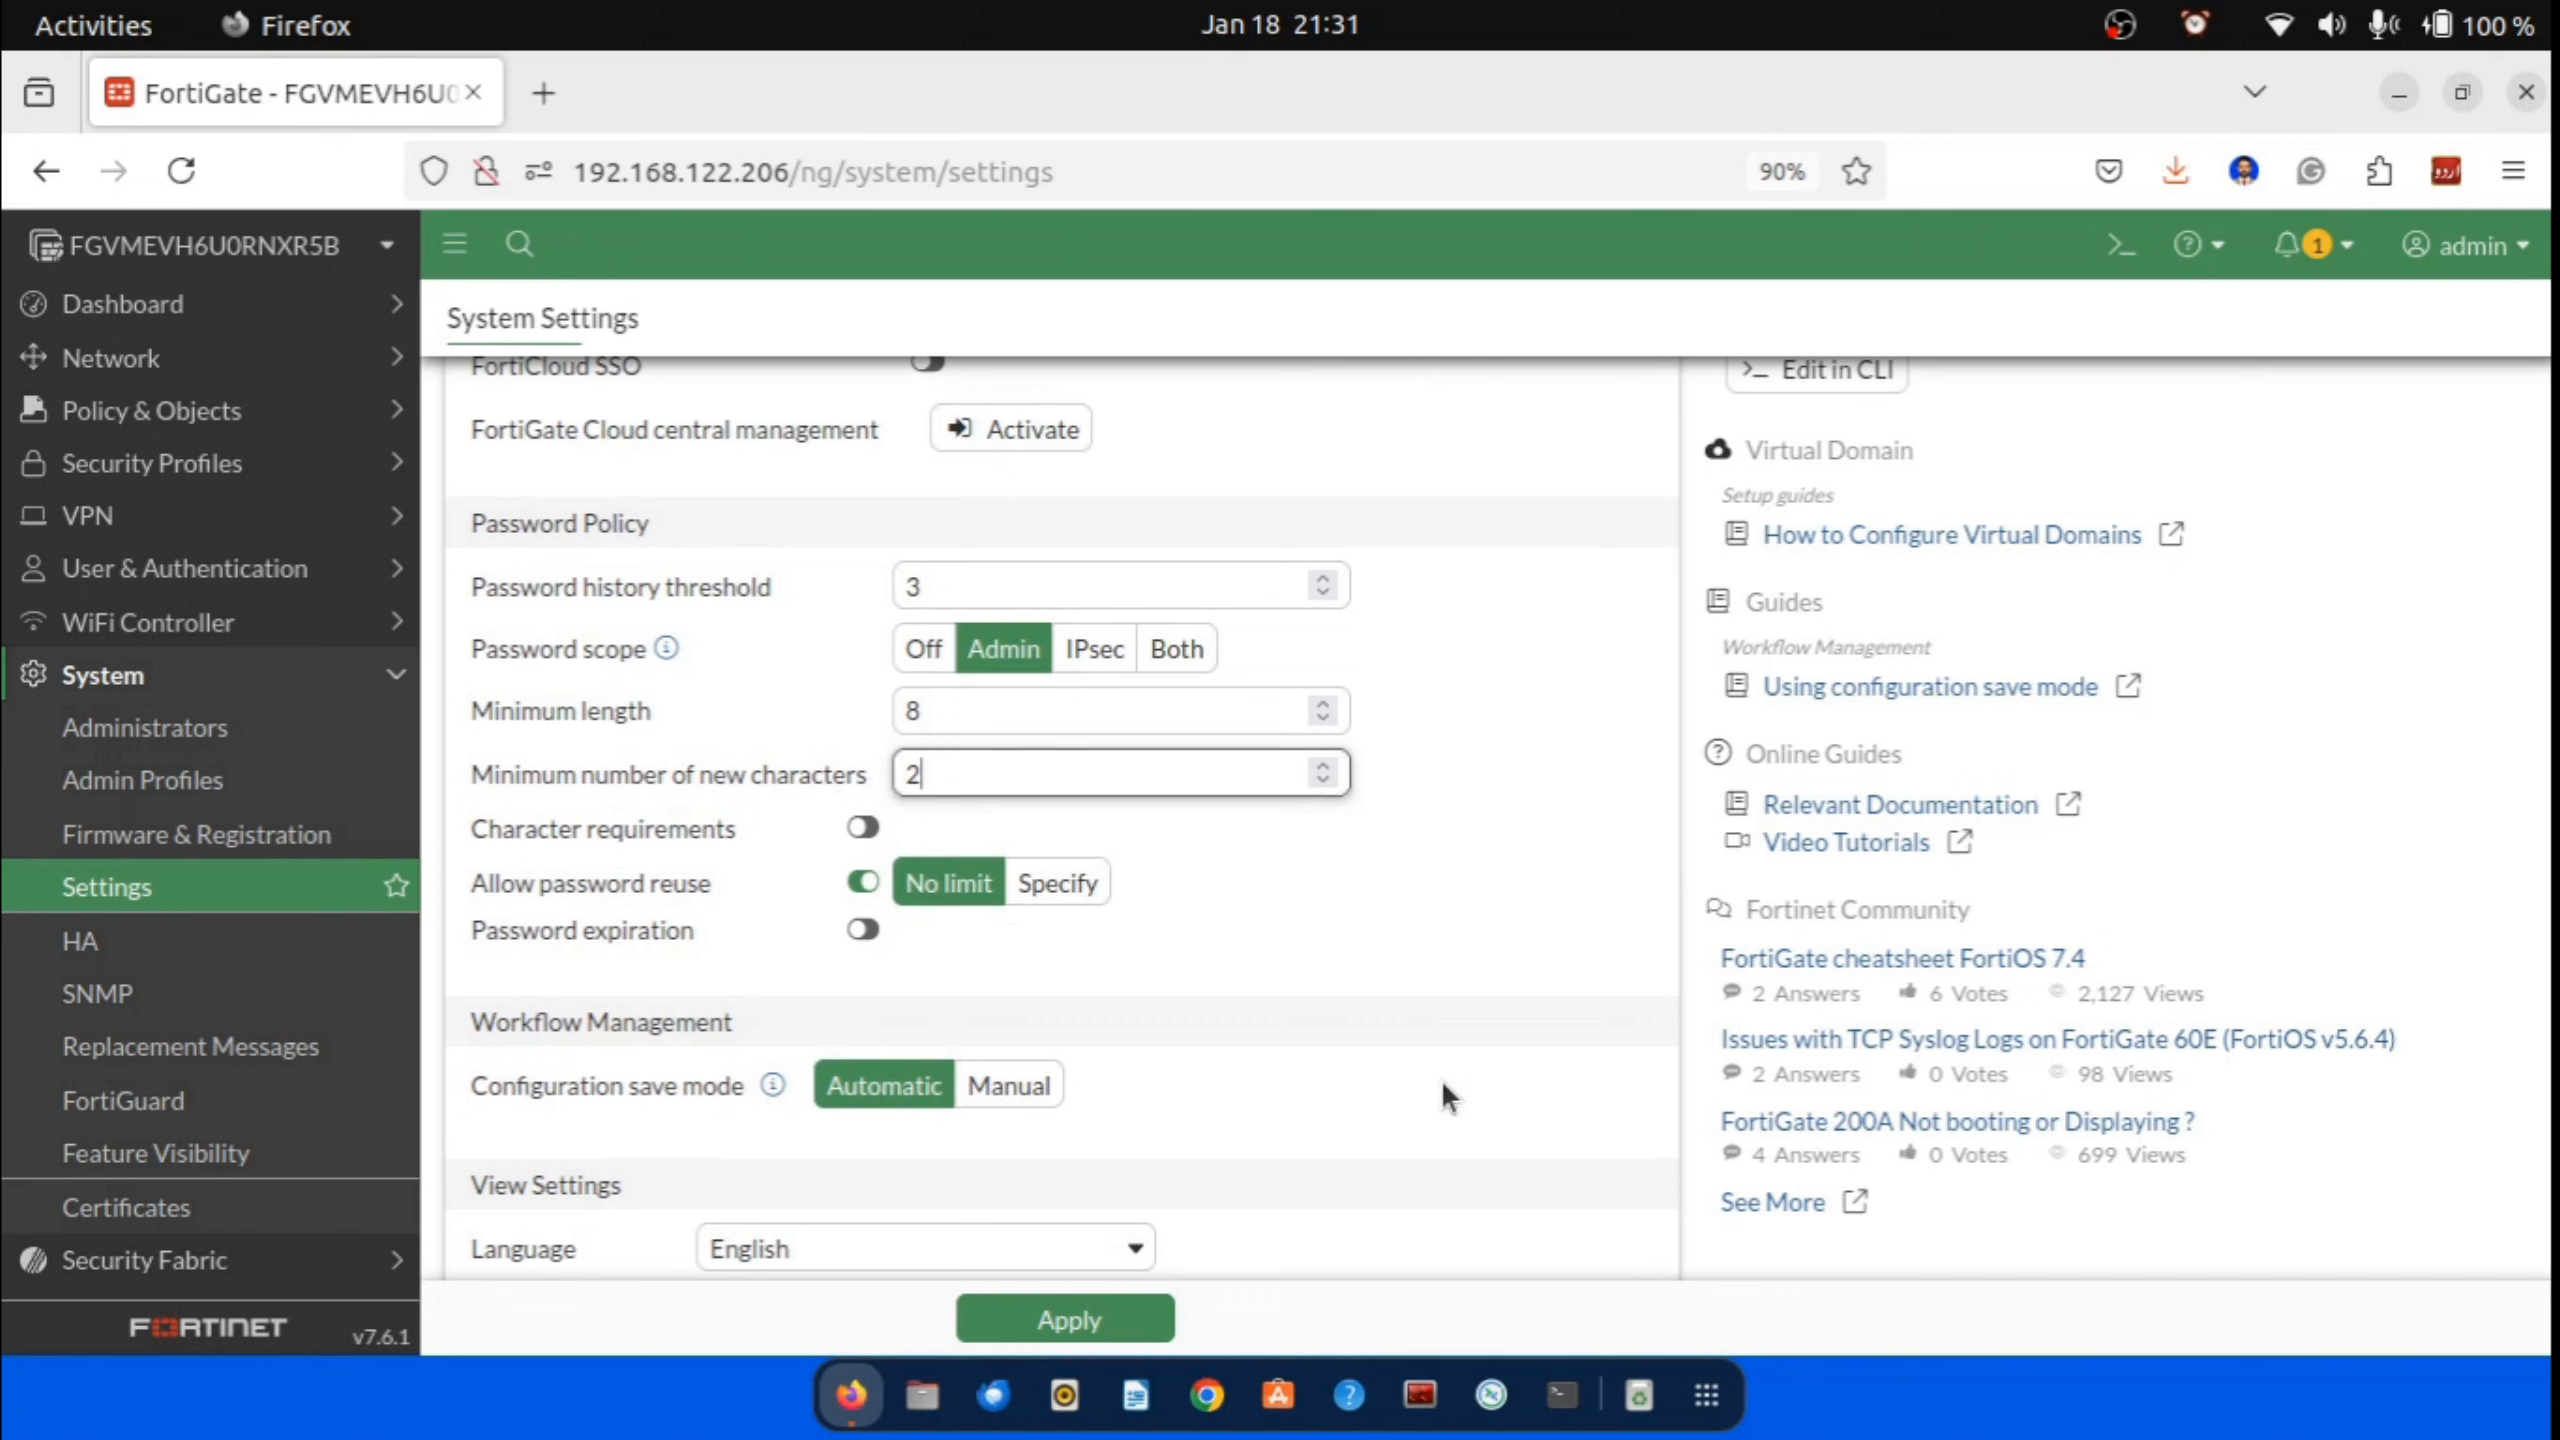 Activities
Firefox
Jan 18 21:31
100 %
FortiGate - FGVMEVH6U0
192.168.122.206/ng/system/settings
90%
FGVMEVH6U0RNXR5B
1
admin
Dashboard
Network
Policy & Objects
Security Profiles
VPN
User & Authentication
WiFi Controller
System
Administrators
Admin Profiles
Firmware & Registration
Settings
HA
SNMP
Replacement Messages
FortiGuard
Feature Visibility
Certificates
Security Fabric
FORTINET
v7.6.1
System Settings
FortiCloud SSO
FortiGate Cloud central management Activate
Password Policy
Password history threshold 3
Password scope Off Admin IPsec Both
Minimum length 8
Minimum number of new characters 2
Character requirements
Allow password reuse No limit Specify
Password expiration
Workflow Management
Configuration save mode Automatic Manual
View Settings
Language English
Apply
>_ Edit in CLI
Virtual Domain
Setup guides
How to Configure Virtual Domains
Guides
Workflow Management
Using configuration save mode
Online Guides
Relevant Documentation
Video Tutorials
Fortinet Community
FortiGate cheatsheet FortiOS 7.4
2 Answers 6 Votes 2,127 Views
Issues with TCP Syslog Logs on FortiGate 60E (FortiOS v5.6.4)
2 Answers 0 Votes 98 Views
FortiGate 200A Not booting or Displaying ?
4 Answers 0 Votes 699 Views
See More